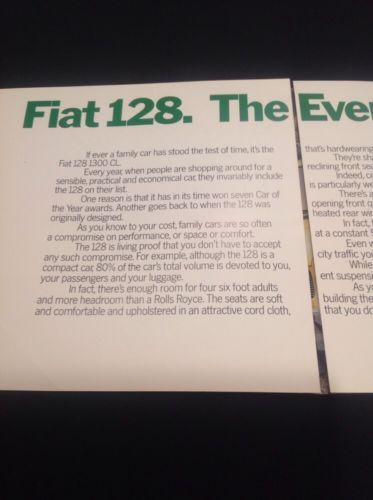 Fiat 128. The Ever
If ever a family car has stood the test of time, it's the
Fiat 128 1300 CL.
Every year, when people are shopping around for a
sensible, practical and economical car, they invariably include
the 128 on their list.
One reason is that it has in its time won seven Car of
the Year awards. Another goes back to when the 128 was
originally designed.
As you know to your cost, family cars are so often
a compromise on performance, or space or comfort.
The 128 is living proof that you don't have to accept
any such compromise. For example, although the 128 is a
compact car, 80% of the car's total volume is devoted to you,
your passengers and your luggage.
In fact, there's enough room for four six foot adults
and more headroom than a Rolls Royce. The seats are soft
and comfortable and upholstered in an attractive cord cloth,
that's hardwearing
They're sha
reclining front sea
Indeed, ca
is particularly we
There's a
opening front q
heated rear win
In fact, t
at a constant 5
Even w
city traffic you
While
ent suspensi
As yo
building the
that you do